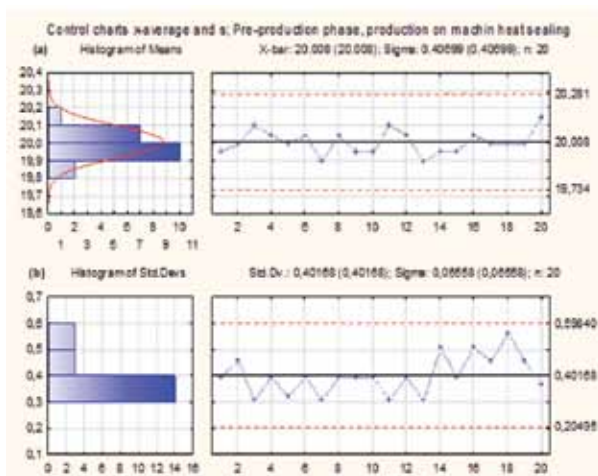 Control charts x-average and s; Pre-production phase, production on machin heat sealing
(a) Histogram of Means X-bar: 20,008 (20,008); Sigma: 0,40699 (0,40699); n: 20
20,4
20,3
20,2
20,1
20,0
19,9
19,8
19,7
19,6
0 2 4 6 8 10
1 3 5 7 9 11
20,281
20,008
19,734
2 4 6 8 10 12 14 16 18 20
(b) Histogram of Std.Devs Std.Dv.: 0,40168 (0,40168); Sigma: 0,06558 (0,06558); n: 20
0,7
0,6
0,5
0,4
0,3
0,2
0,1
0 2 4 6 8 10 12 14 16
0,59840
0,40168
0,20495
2 4 6 8 10 12 14 16 18 20